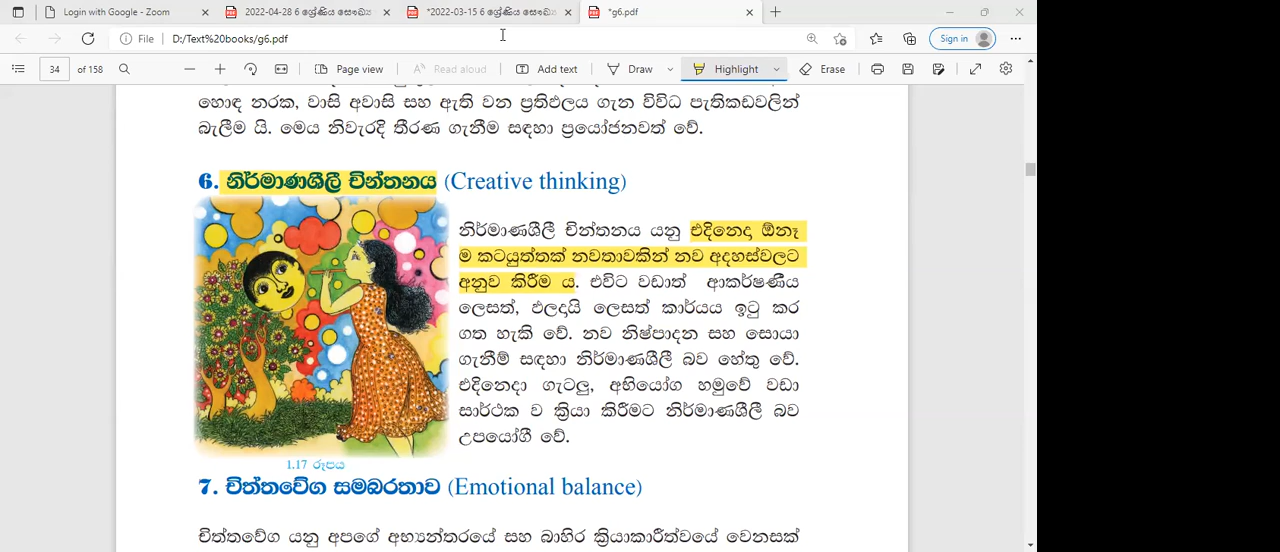 Login with Google - Zoom
2022-04-28 6 ශ්‍රේණිය සෞඛ්‍ය
*2022-03-15 6 ශ්‍රේණිය සෞඛ්‍ය
*g6.pdf
File D:/Text%20books/g6.pdf
Sign in
34 of 158
Page view
Read aloud
Add text
Draw
Highlight
Erase
හොඳ නරක, වාසි අවාසි සහ ඇති වන ප්‍රතිඵලය ගැන විවිධ පැතිකඩවලින්
බැලීම යි. මෙය නිවැරදි තීරණ ගැනීම සඳහා ප්‍රයෝජනවත් වේ.
6. නිර්මාණශීලී චින්තනය (Creative thinking)
නිර්මාණශීලී චින්තනය යනු එදිනෙදා ඕනෑ
ම කටයුත්තක් නවතාවකින් නව අදහස්වලට
අනුව කිරීම ය. එවිට වඩාත් ආකර්ෂණීය
ලෙසත්, ඵලදායි ලෙසත් කාර්යය ඉටු කර
ගත හැකි වේ. නව නිෂ්පාදන සහ සොයා
ගැනීම් සඳහා නිර්මාණශීලී බව හේතු වේ.
එදිනෙදා ගැටලු, අභියෝග හමුවේ වඩා
සාර්ථක ව ක්‍රියා කිරීමට නිර්මාණශීලී බව
උපයෝගී වේ.
1.17 රූපය
7. චිත්තවේග සමබරතාව (Emotional balance)
චිත්තවේග යනු අපගේ අභ්‍යන්තරයේ සහ බාහිර ක්‍රියාකාරීත්වයේ වෙනසක්